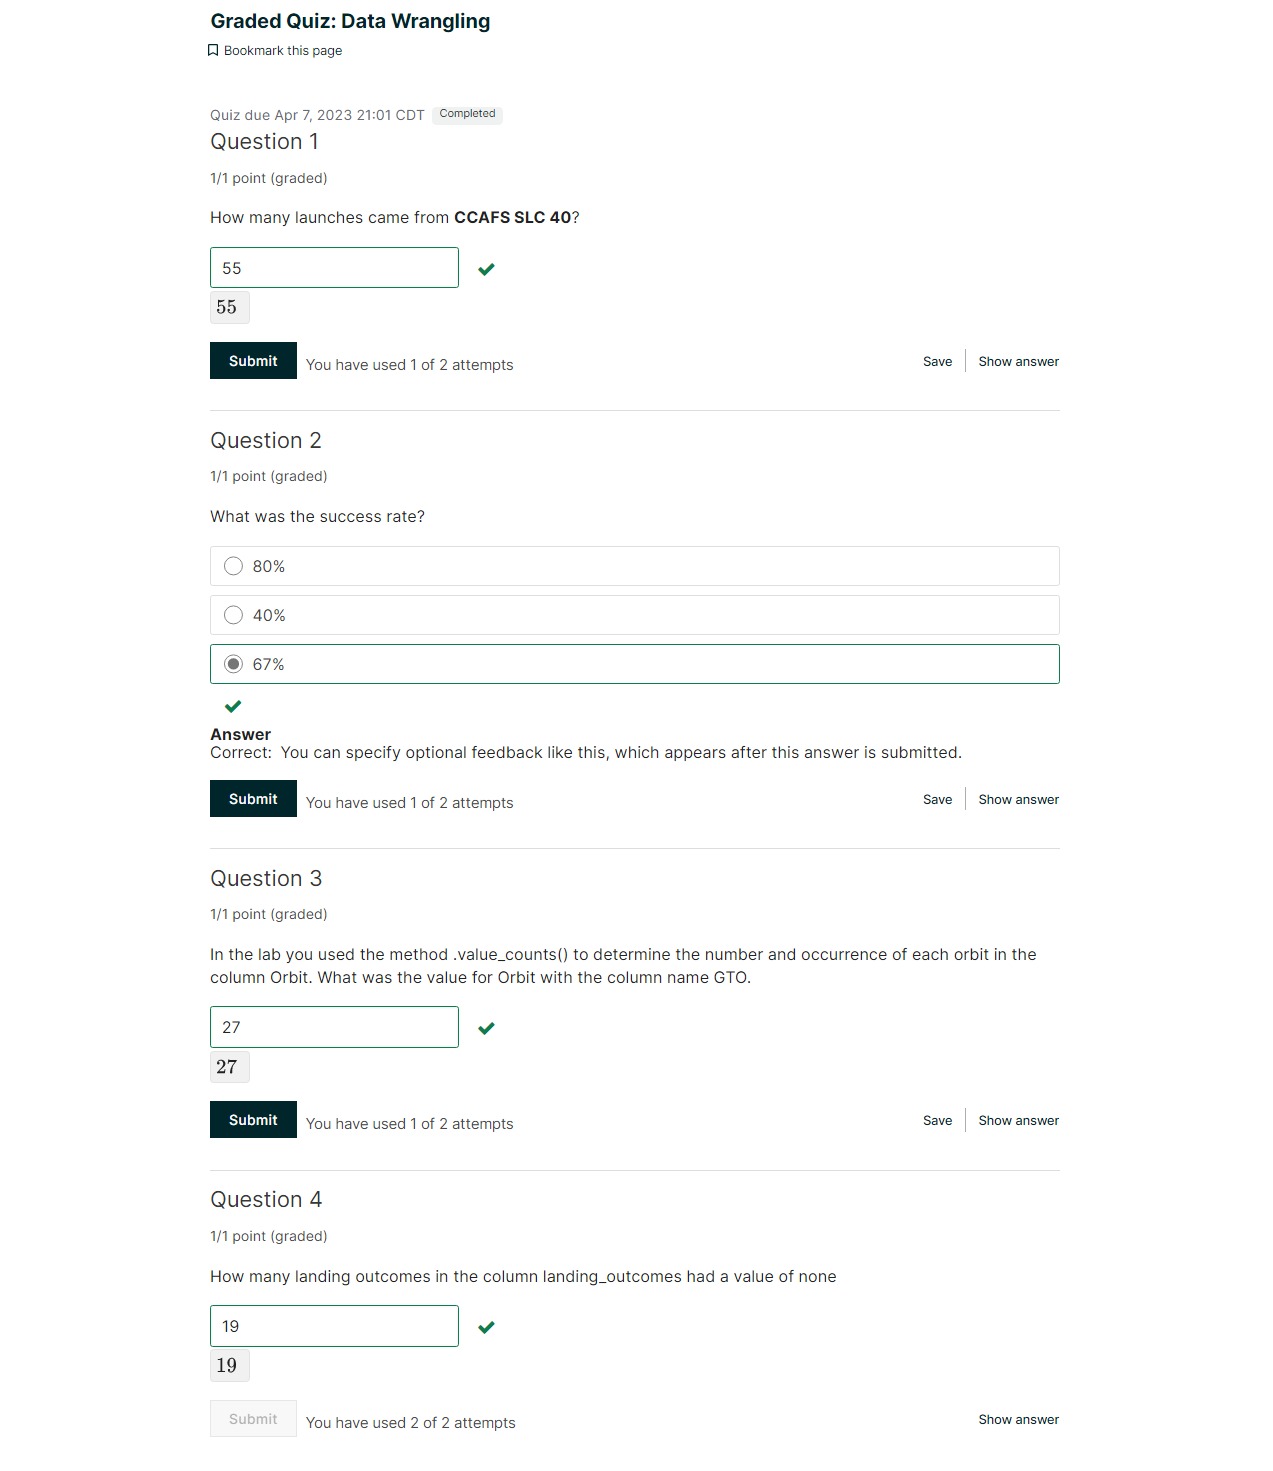 Graded Quiz: Data Wrangling
Bookmark this page
Quiz due Apr 7, 2023 21:01 CDT Completed
Question 1
1/1 point (graded)
How many launches came from CCAFS SLC 40?
55
55
Submit You have used 1 of 2 attempts Save Show answer
Question 2
1/1 point (graded)
What was the success rate?
80%
40%
67%
Answer
Correct: You can specify optional feedback like this, which appears after this answer is submitted.
Submit You have used 1 of 2 attempts Save Show answer
Question 3
1/1 point (graded)
In the lab you used the method .value_counts() to determine the number and occurrence of each orbit in the
column Orbit. What was the value for Orbit with the column name GTO.
27
27
Submit You have used 1 of 2 attempts Save Show answer
Question 4
1/1 point (graded)
How many landing outcomes in the column landing_outcomes had a value of none
19
19
Submit You have used 2 of 2 attempts Show answer